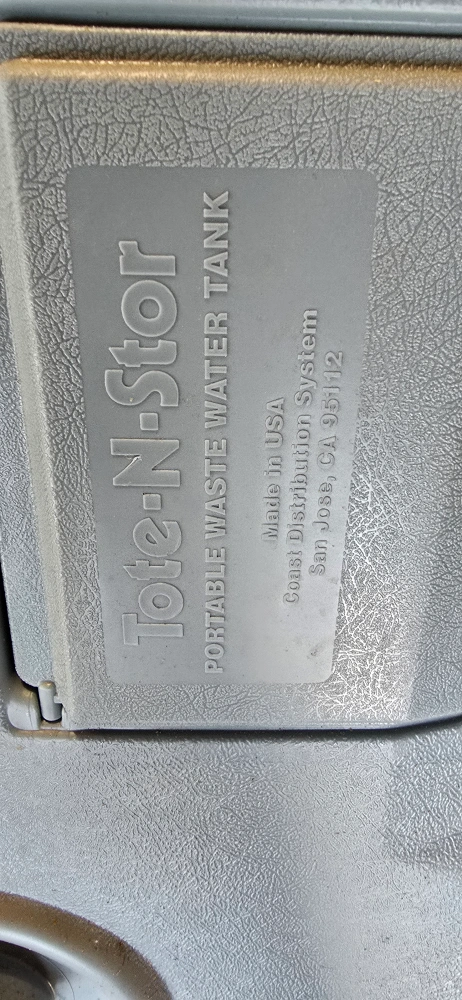 Tote-N-Stor
PORTABLE WASTE WATER TANK
Made in USA
Coast Distribution System
San Jose, CA 95112